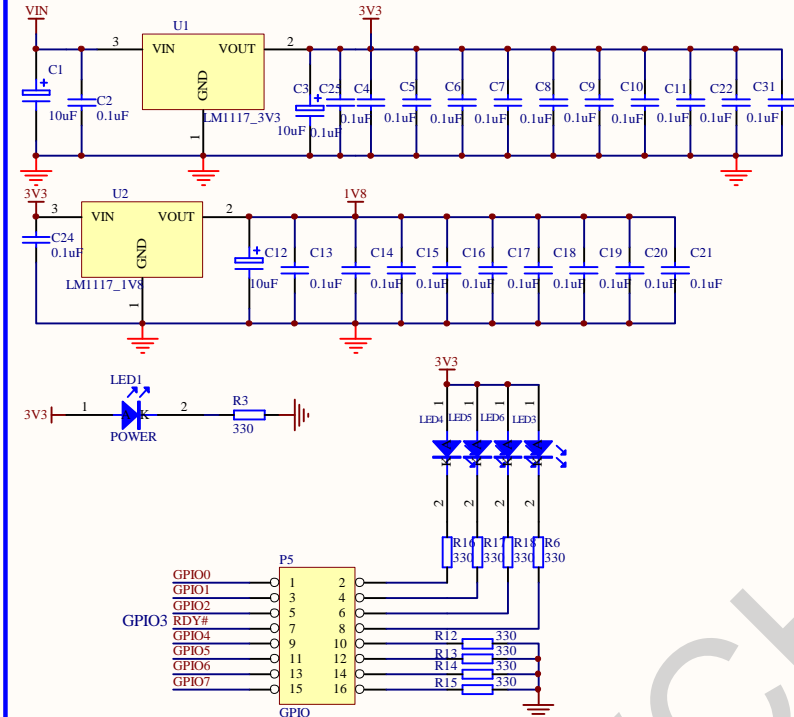 VIN U1 3V3
3 VIN VOUT 2
C1 + C2 GND C3 + C25 C4 C5 C6 C7 C8 C9 C10 C11 C22 C31
10uF 0.1uF LM1117_3V3 10uF 0.1uF 0.1uF 0.1uF 0.1uF 0.1uF 0.1uF 0.1uF 0.1uF 0.1uF 0.1uF
1
3V3 U2 1V8
3 VIN VOUT 2
C24 GND + C12 C13 C14 C15 C16 C17 C18 C19 C20 C21
0.1uF LM1117_1V8 10uF 0.1uF 0.1uF 0.1uF 0.1uF 0.1uF 0.1uF 0.1uF 0.1uF 0.1uF
1
3V3
LED1 R3
3V3 1 A K 2 330
POWER
1 1 1 1
LED4 LED5 LED6 LED3
2 2 2 2
R16 R17 R18 R6
330 330 330 330
P5
GPIO0 1 2
GPIO1 3 4
GPIO2 5 6
GPIO3 RDY# 7 8
GPIO4 9 10 R12 330
GPIO5 11 12 R13 330
GPIO6 13 14 R14 330
GPIO7 15 16 R15 330
GPIO